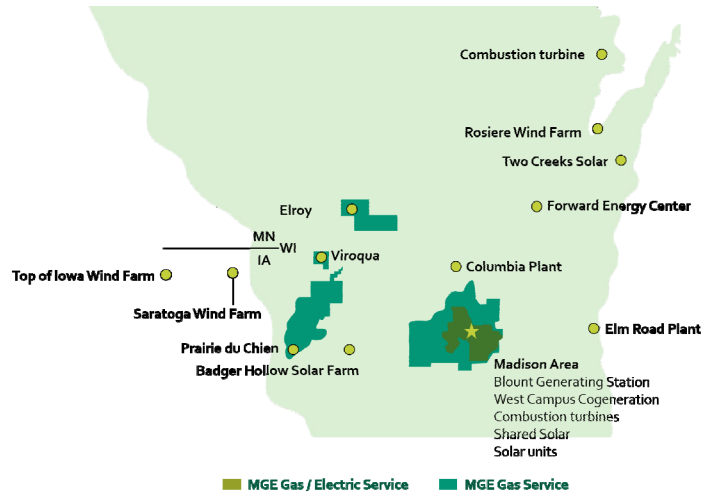 Combustion turbine
Rosiere Wind Farm
Two Creeks Solar
Elroy
Forward Energy Center
MN
WI
IA
Viroqua
Top of Iowa Wind Farm
Columbia Plant
Saratoga Wind Farm
Elm Road Plant
Prairie du Chien
Badger Hollow Solar Farm
Madison Area
Blount Generating Station
West Campus Cogeneration
Combustion turbines
Shared Solar
Solar units
MGE Gas / Electric Service
MGE Gas Service